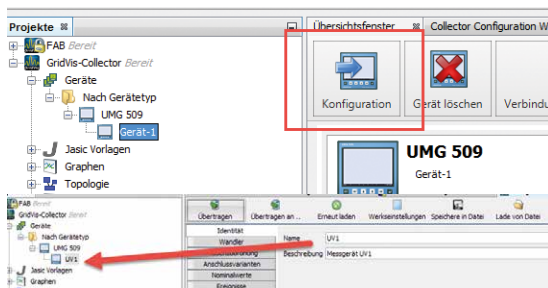 Projekte
FAB Bereit
GridVis-Collector Bereit
Geräte
Nach Gerätetyp
UMG 509
Gerät-1
Jasic Vorlagen
Graphen
Topologie
Übersichtsfenster
Collector Configuration W
Konfiguration
Gerät löschen
Verbindu
UMG 509
Gerät-1
FAB Bereit
GridVis-Collector Bereit
Geräte
Nach Gerätetyp
UMG 509
UV1
Jasic Vorlagen
Graphen
Übertragen
Übertragen an ...
Erneut laden
Werkseinstellungen
Speichere in Datei
Lade von Datei
Identität
Wandler
Anschlussvarianten
Nominalwerte
Ereignisse
Name
UV1
Beschreibung
Messgerät UV1